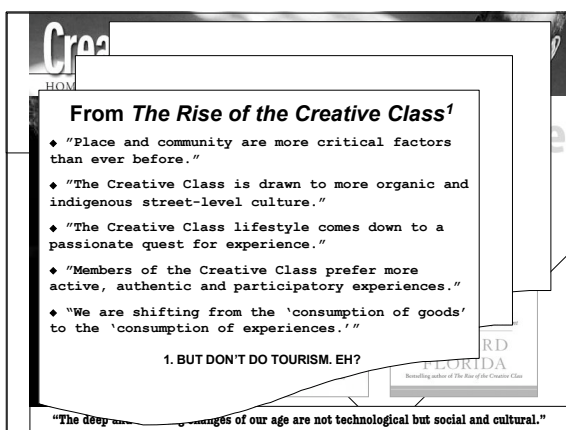 Crea
HOM
From The Rise of the Creative Class1
◆ "Place and community are more critical factors
than ever before."
◆ "The Creative Class is drawn to more organic and
indigenous street-level culture."
◆ "The Creative Class lifestyle comes down to a
passionate quest for experience."
◆ "Members of the Creative Class prefer more
active, authentic and participatory experiences."
◆ "We are shifting from the 'consumption of goods'
to the 'consumption of experiences.'"
1. BUT DON'T DO TOURISM. EH?
RD
FLORIDA
Bestselling author of The Rise of the Creative Class
"The deep changes of our age are not technological but social and cultural."